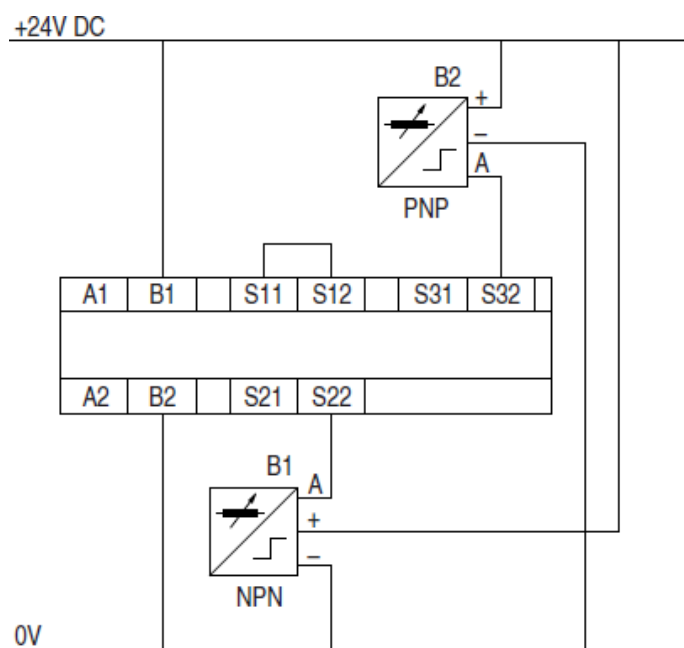 +24V DC
B2
+
–
A
PNP
A1 B1 S11 S12 S31 S32
A2 B2 S21 S22
B1
A
+
–
NPN
0V